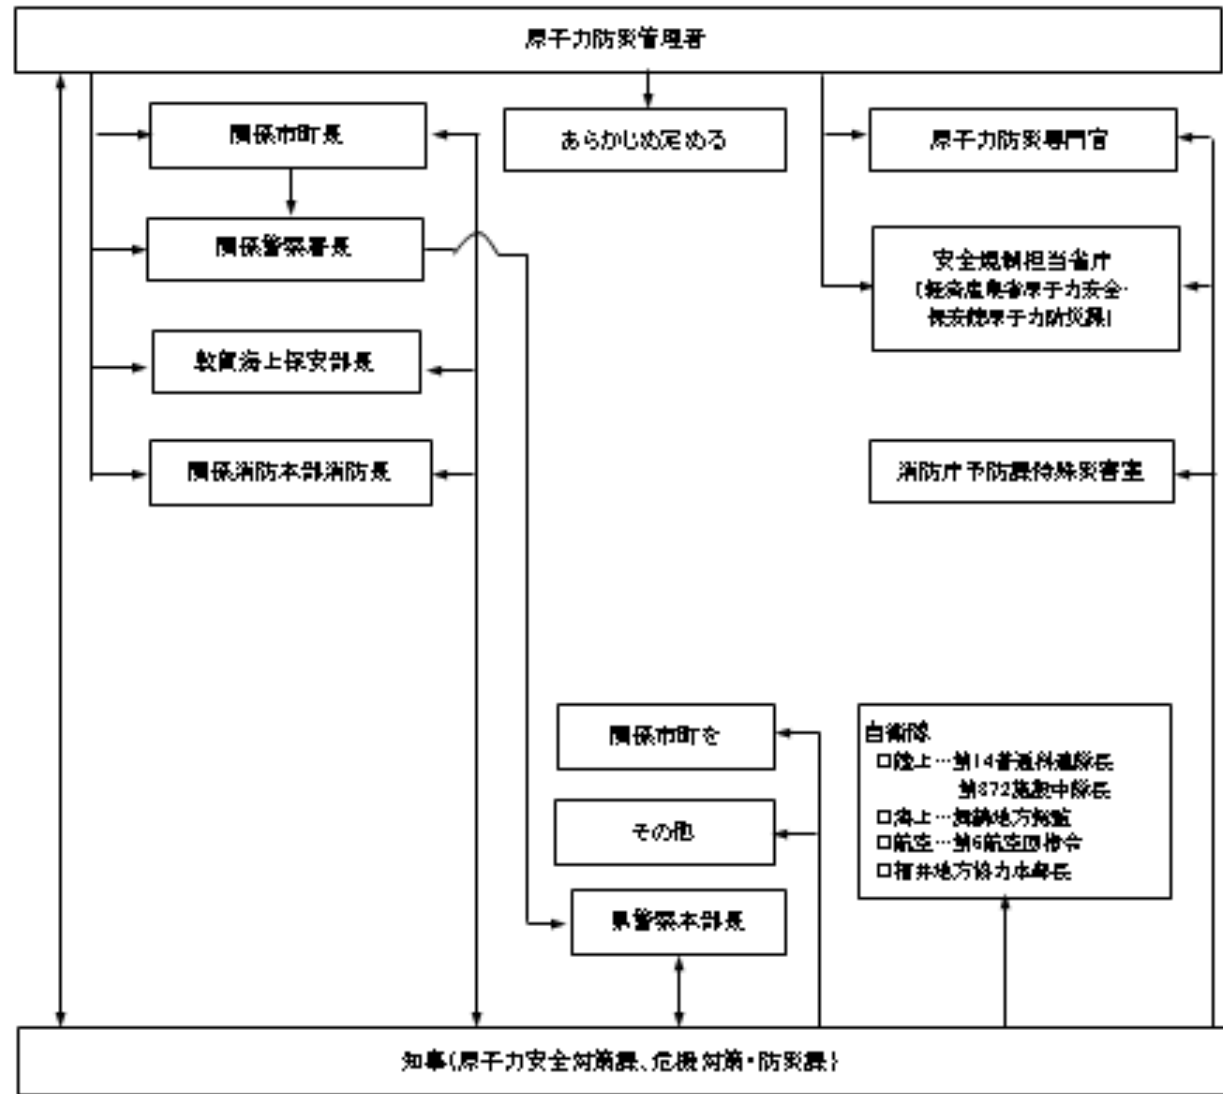 原子力防災管理者
関係市町長
あらかじめ定める
原子力防災専門官
関係警察署長
安全規制担当省庁
(経済産業省原子力安全・
保安院原子力防災課)
敦賀海上保安部長
関係消防本部消防長
消防庁予防課特殊災害室
関係市町を
その他
県警察本部長
自衛隊
□陸上…第14普通科連隊長
第372施設中隊長
□海上…舞鶴地方総監
□航空…第6航空団司令
□福井地方協力本部長
知事(原子力安全対策課、危機対策・防災課)